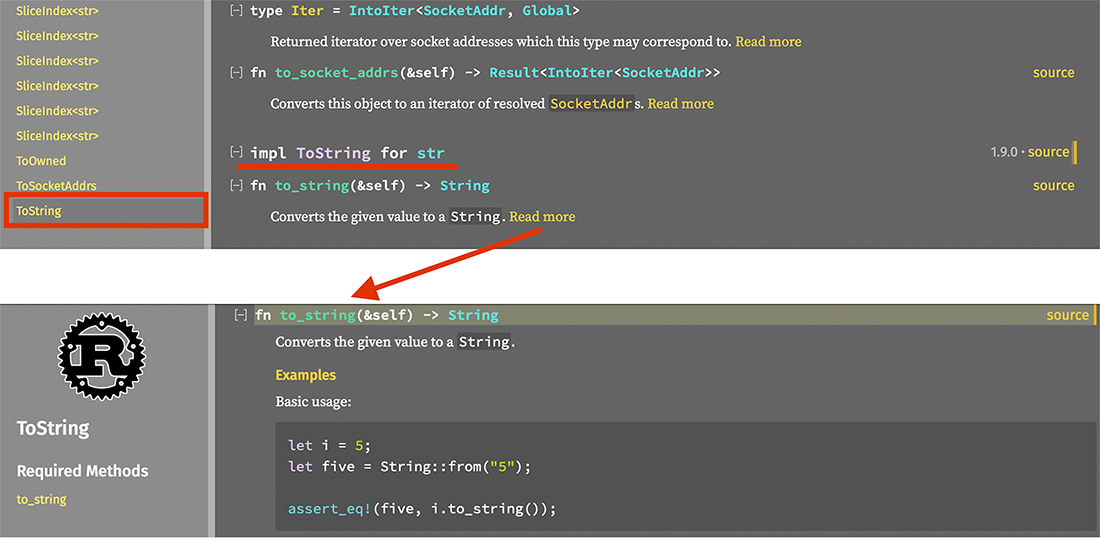 SliceIndex<str>
SliceIndex<str>
SliceIndex<str>
SliceIndex<str>
SliceIndex<str>
SliceIndex<str>
ToOwned
ToSocketAddrs
ToString
[-] type Iter = IntoIter<SocketAddr, Global>
Returned iterator over socket addresses which this type may correspond to. Read more
[-] fn to_socket_addrs(&self) -> Result<IntoIter<SocketAddr>> source
Converts this object to an iterator of resolved SocketAddrs. Read more
[-] impl ToString for str 1.9.0 · source
[-] fn to_string(&self) -> String source
Converts the given value to a String. Read more
R
ToString
Required Methods
to_string
[-] fn to_string(&self) -> String source
Converts the given value to a String.
Examples
Basic usage:
let i = 5;
let five = String::from("5");
assert_eq!(five, i.to_string());